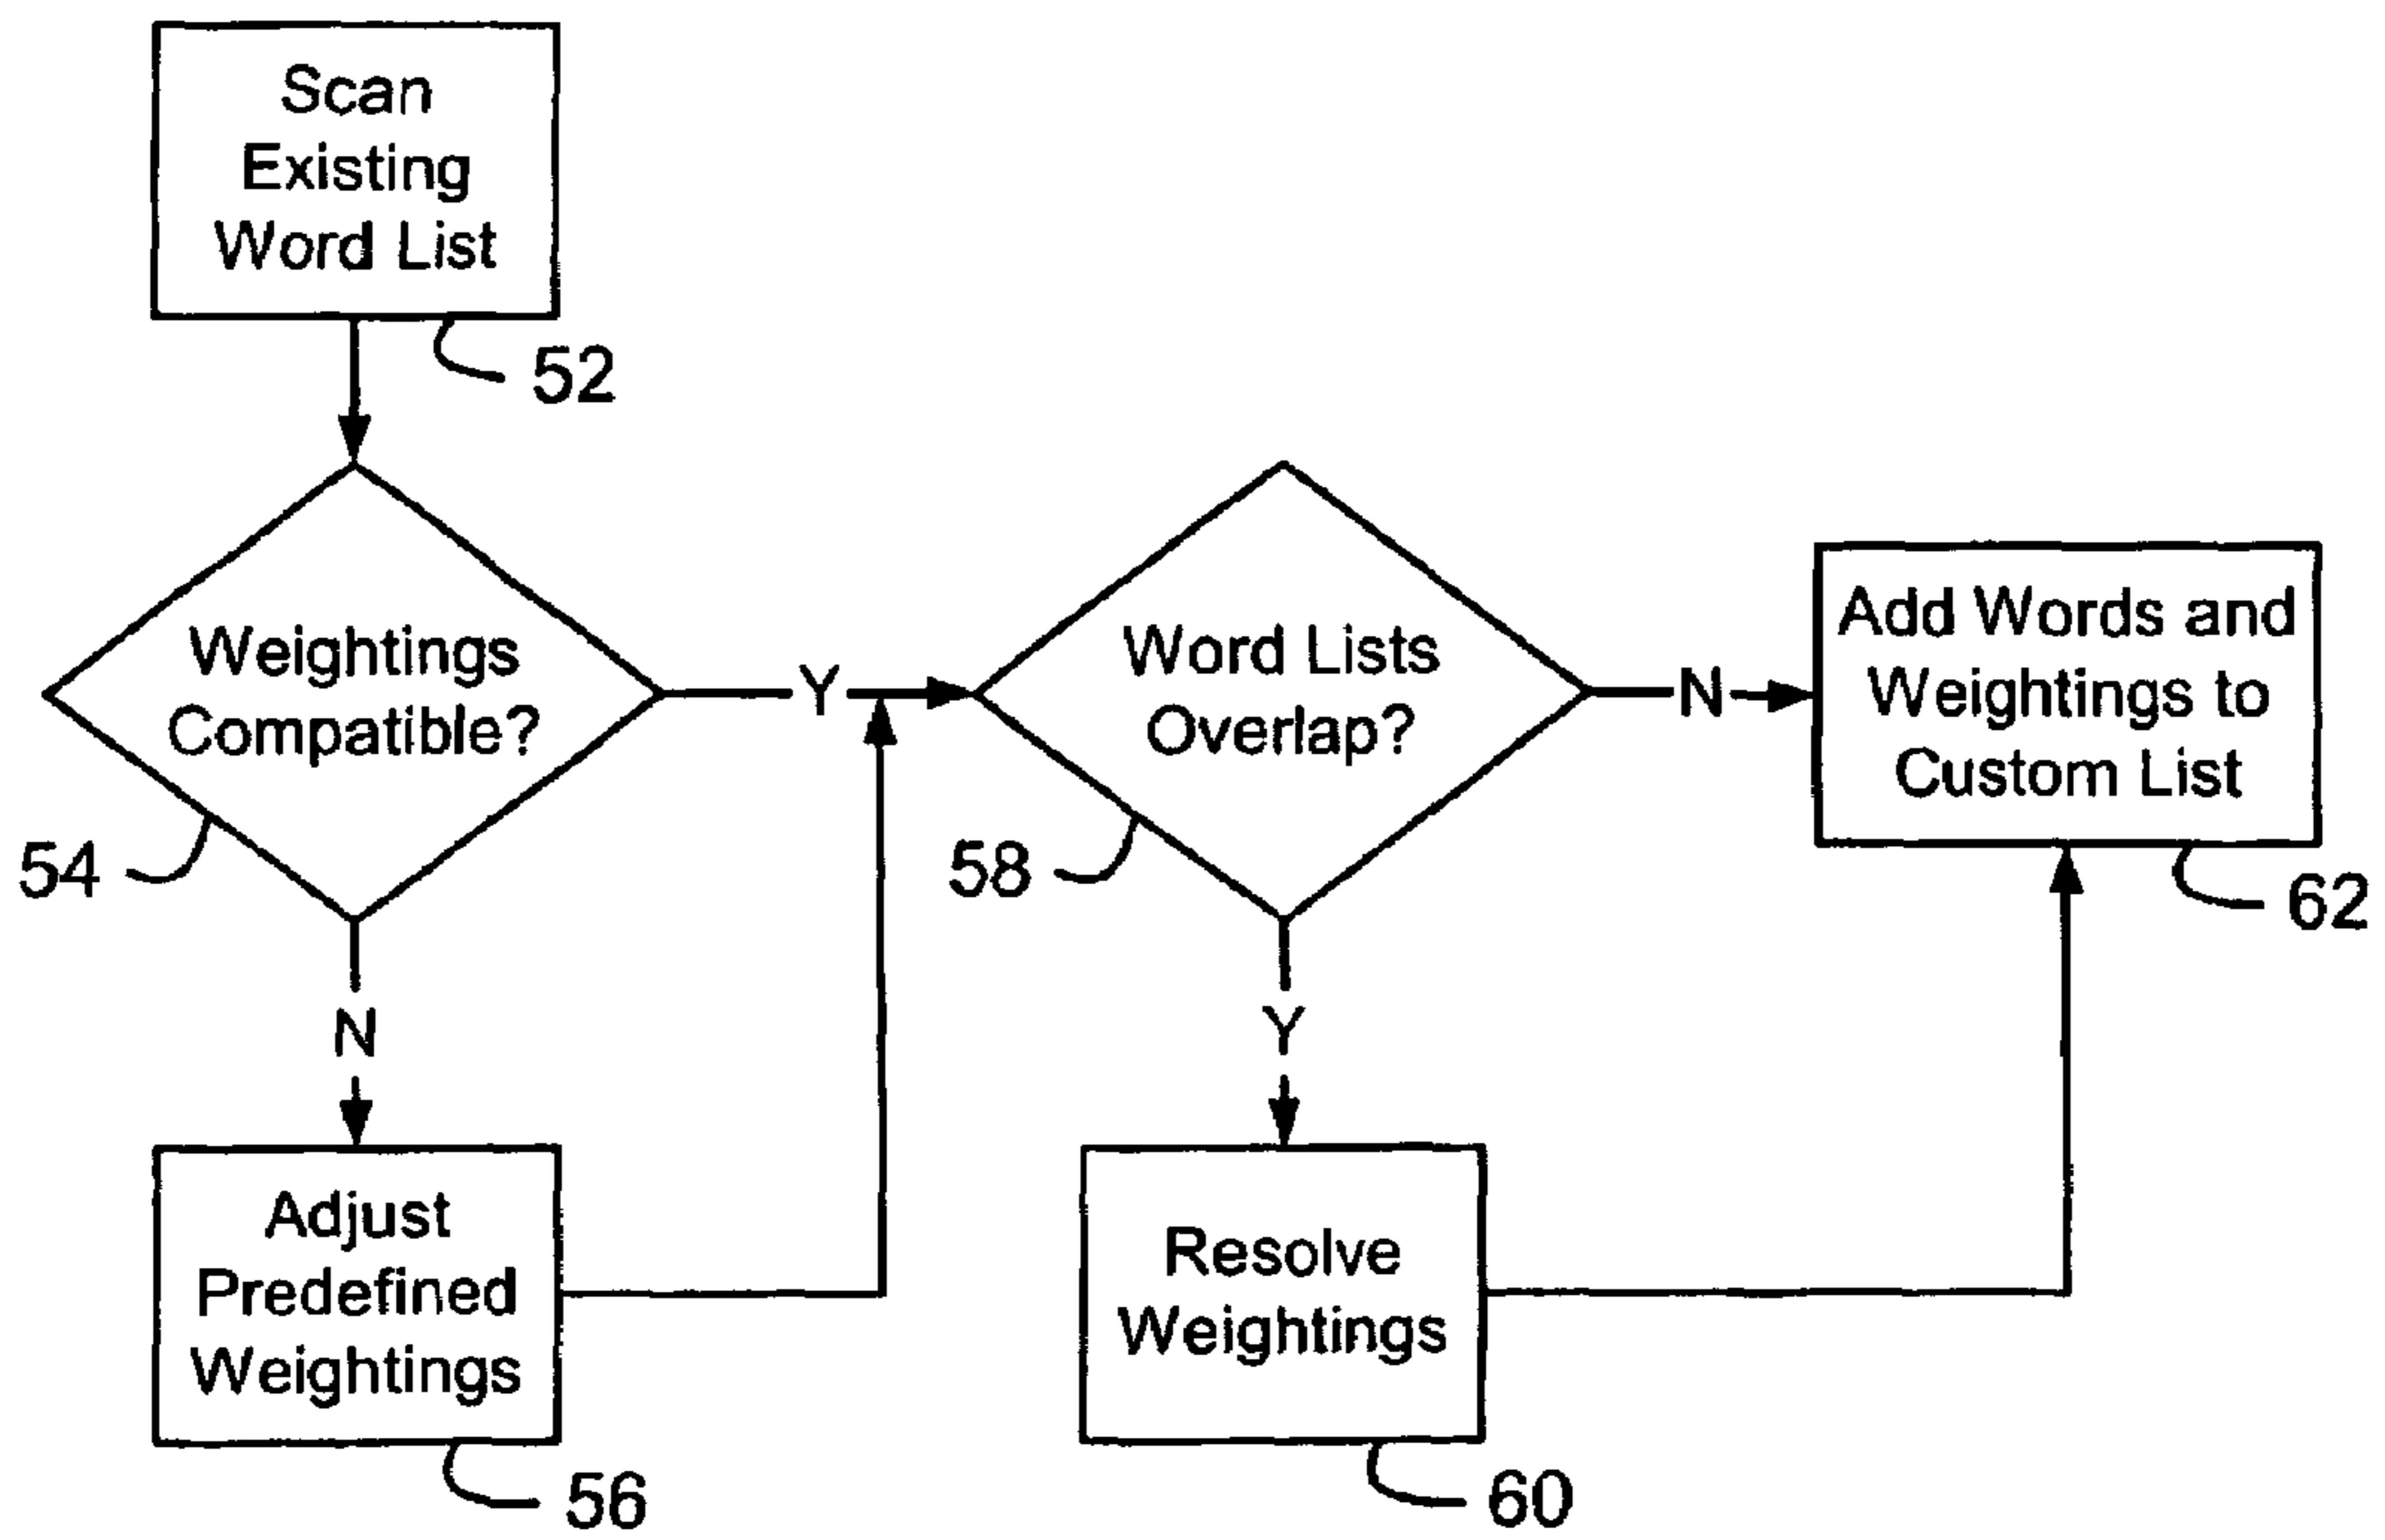 Scan
Existing
Word List
52
Weightings
Compatible?
54
Y
N
Adjust
Predefined
Weightings
56
Word Lists
Overlap?
58
N
Y
Resolve
Weightings
60
Add Words and
Weightings to
Custom List
62